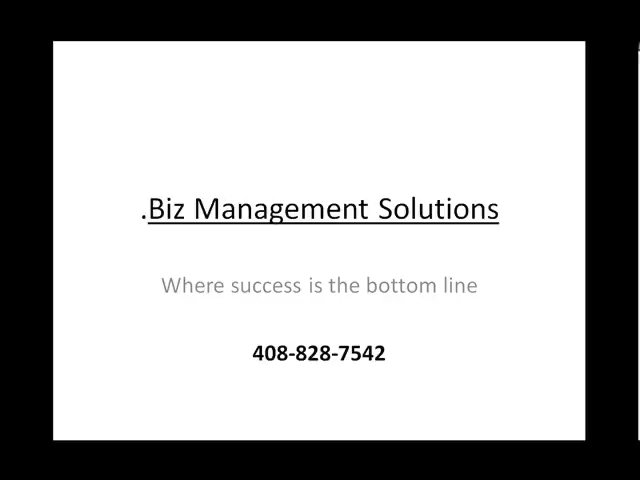 .Biz Management Solutions
Where success is the bottom line
408-828-7542